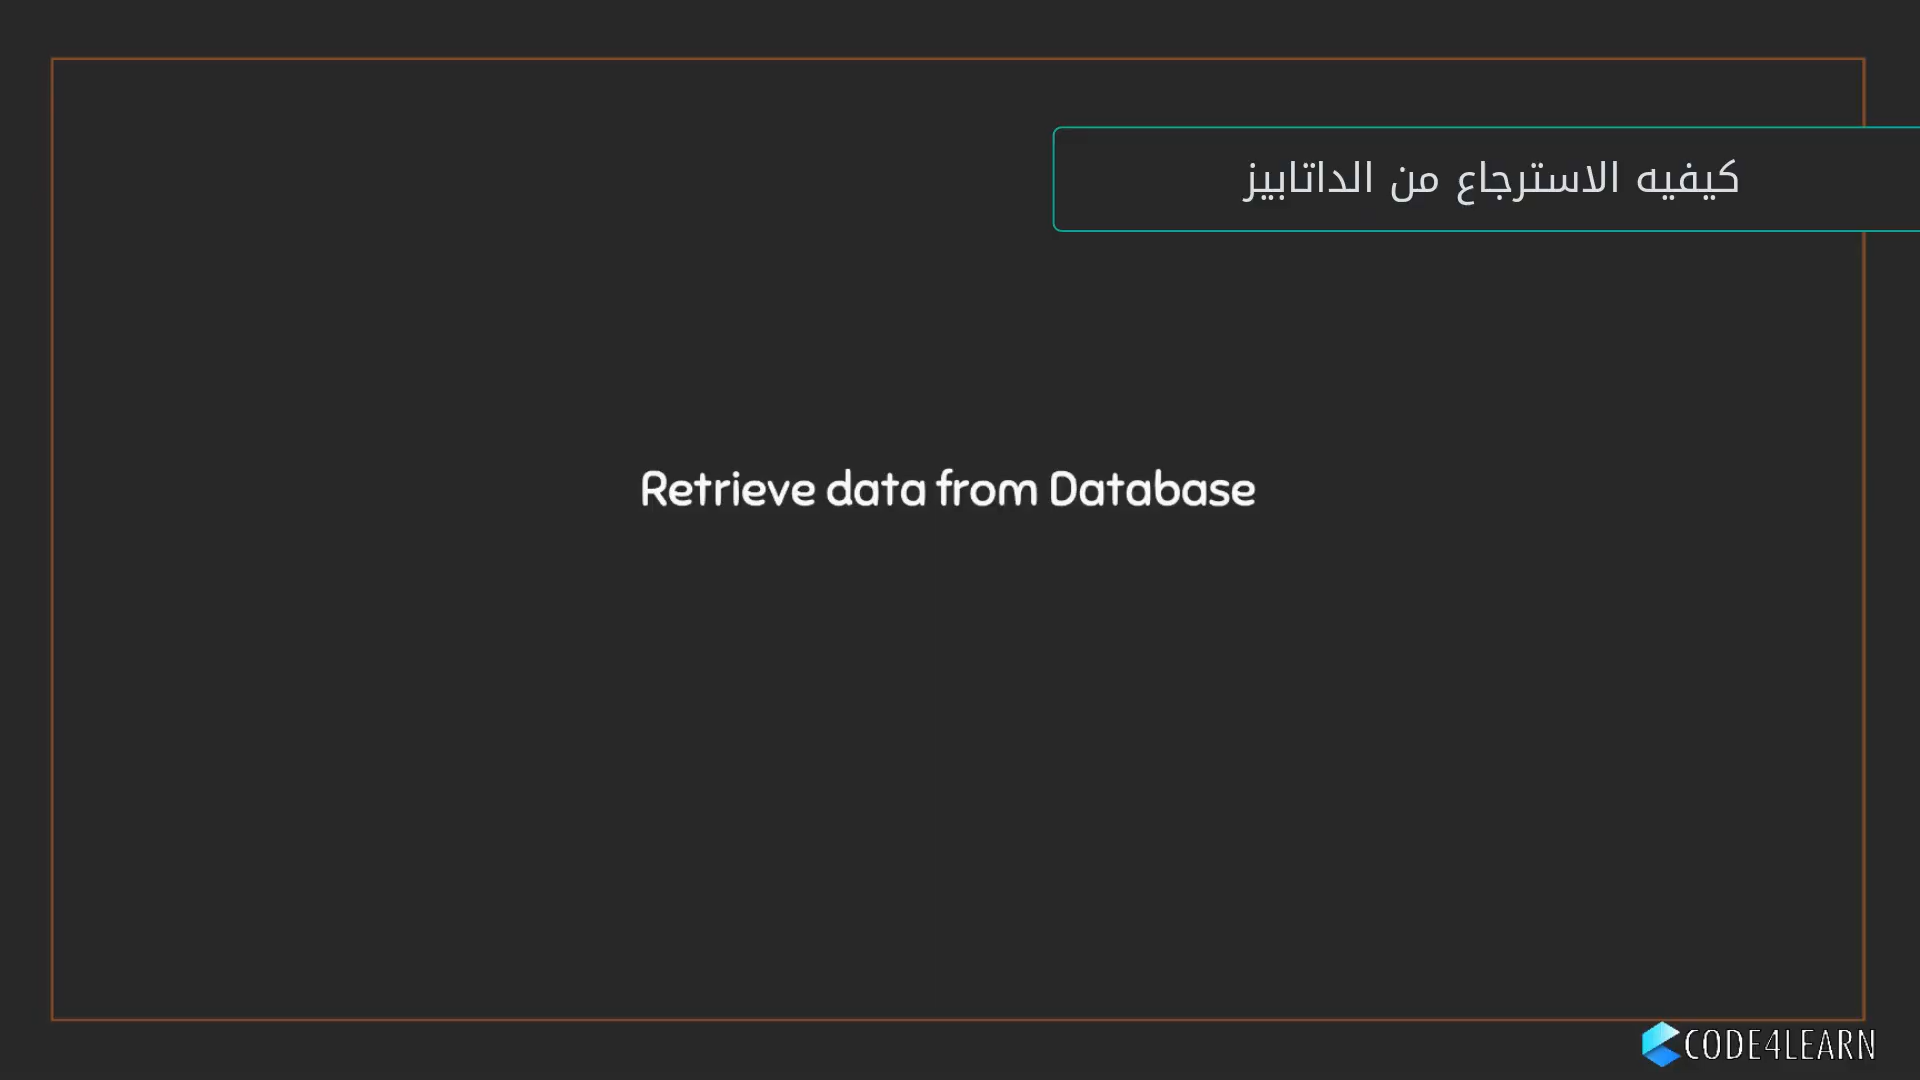 كيفيه الاسترجاع من الداتابيز
Retrieve data from Database
CODE4LEARN